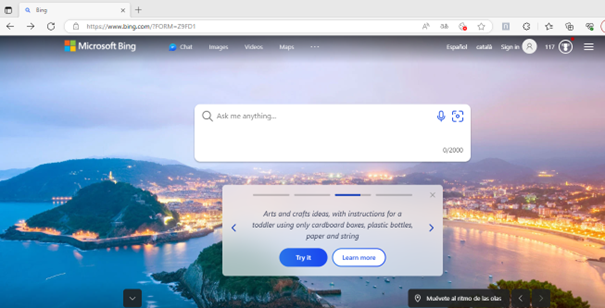 Bing
https://www.bing.com/?FORM=Z9FD1
Microsoft Bing
Chat
Images
Videos
Maps
Español
català
Sign in
117
Ask me anything...
0/2000
Arts and crafts ideas, with instructions for a
toddler using only cardboard boxes, plastic bottles,
paper and string
Try it
Learn more
Muévete al ritmo de las olas